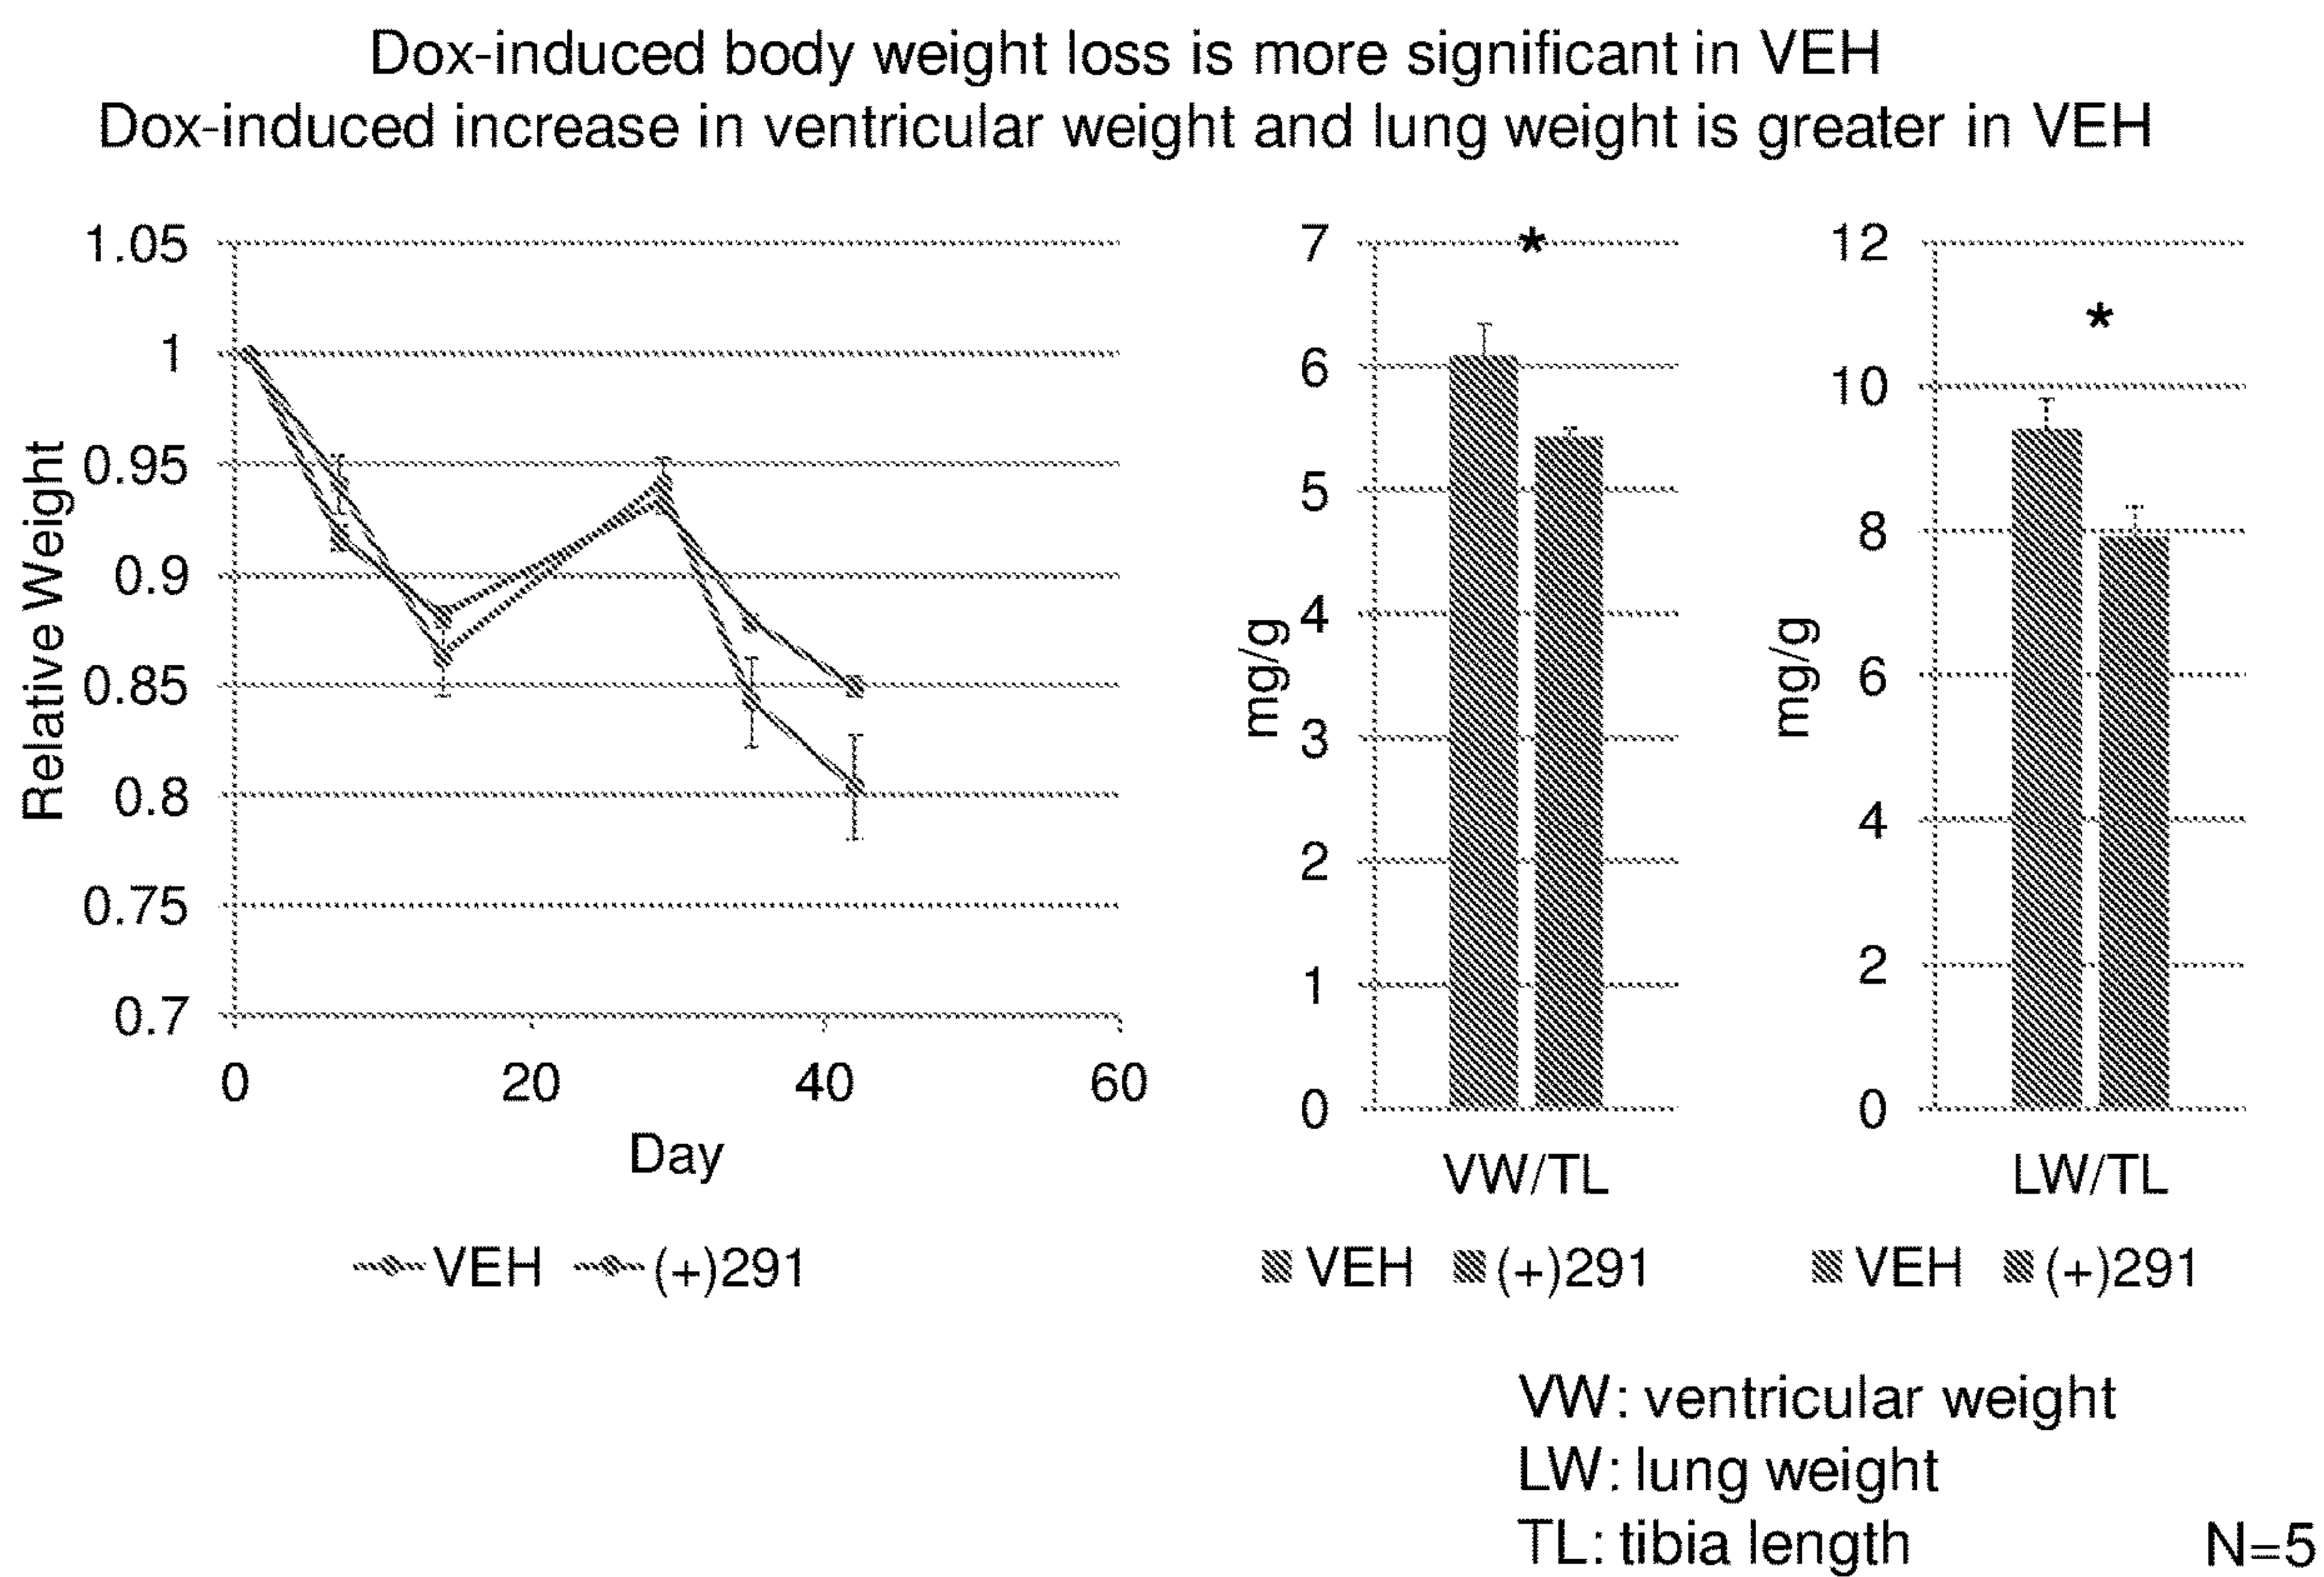 Dox-induced body weight loss is more significant in VEH
Dox-induced increase in ventricular weight and lung weight is greater in VEH
1.05
1
0.95
0.9
0.85
0.8
0.75
0.7
Relative Weight
0 20 40 60
Day
VEH (+)291
7
6
5
4
3
2
1
0
mg/g
*
VW/TL
VEH (+)291
12
10
8
6
4
2
0
mg/g
*
LW/TL
VEH (+)291
VW: ventricular weight
LW: lung weight
TL: tibia length
N=5